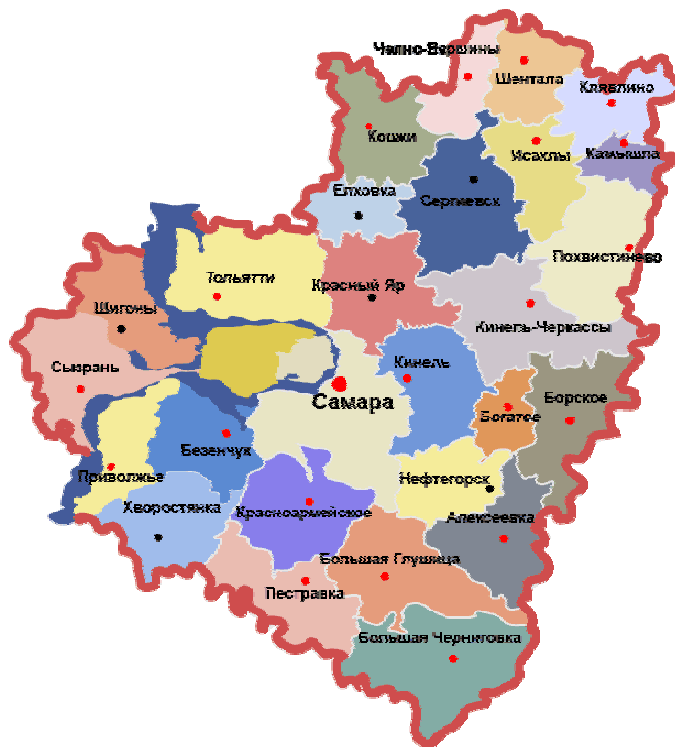 Челно-Вершины
Шентала
Клявлино
Кошки
Исаклы
Камышла
Елховка
Сергиевск
Похвистнево
Тольятти
Красный Яр
Шигоны
Кинель-Черкассы
Сызрань
Кинель
Самара
Борское
Богатое
Безенчук
Приволжье
Нефтегорск
Хворостянка
Красноармейское
Алексеевка
Большая Глушица
Пестравка
Большая Черниговка